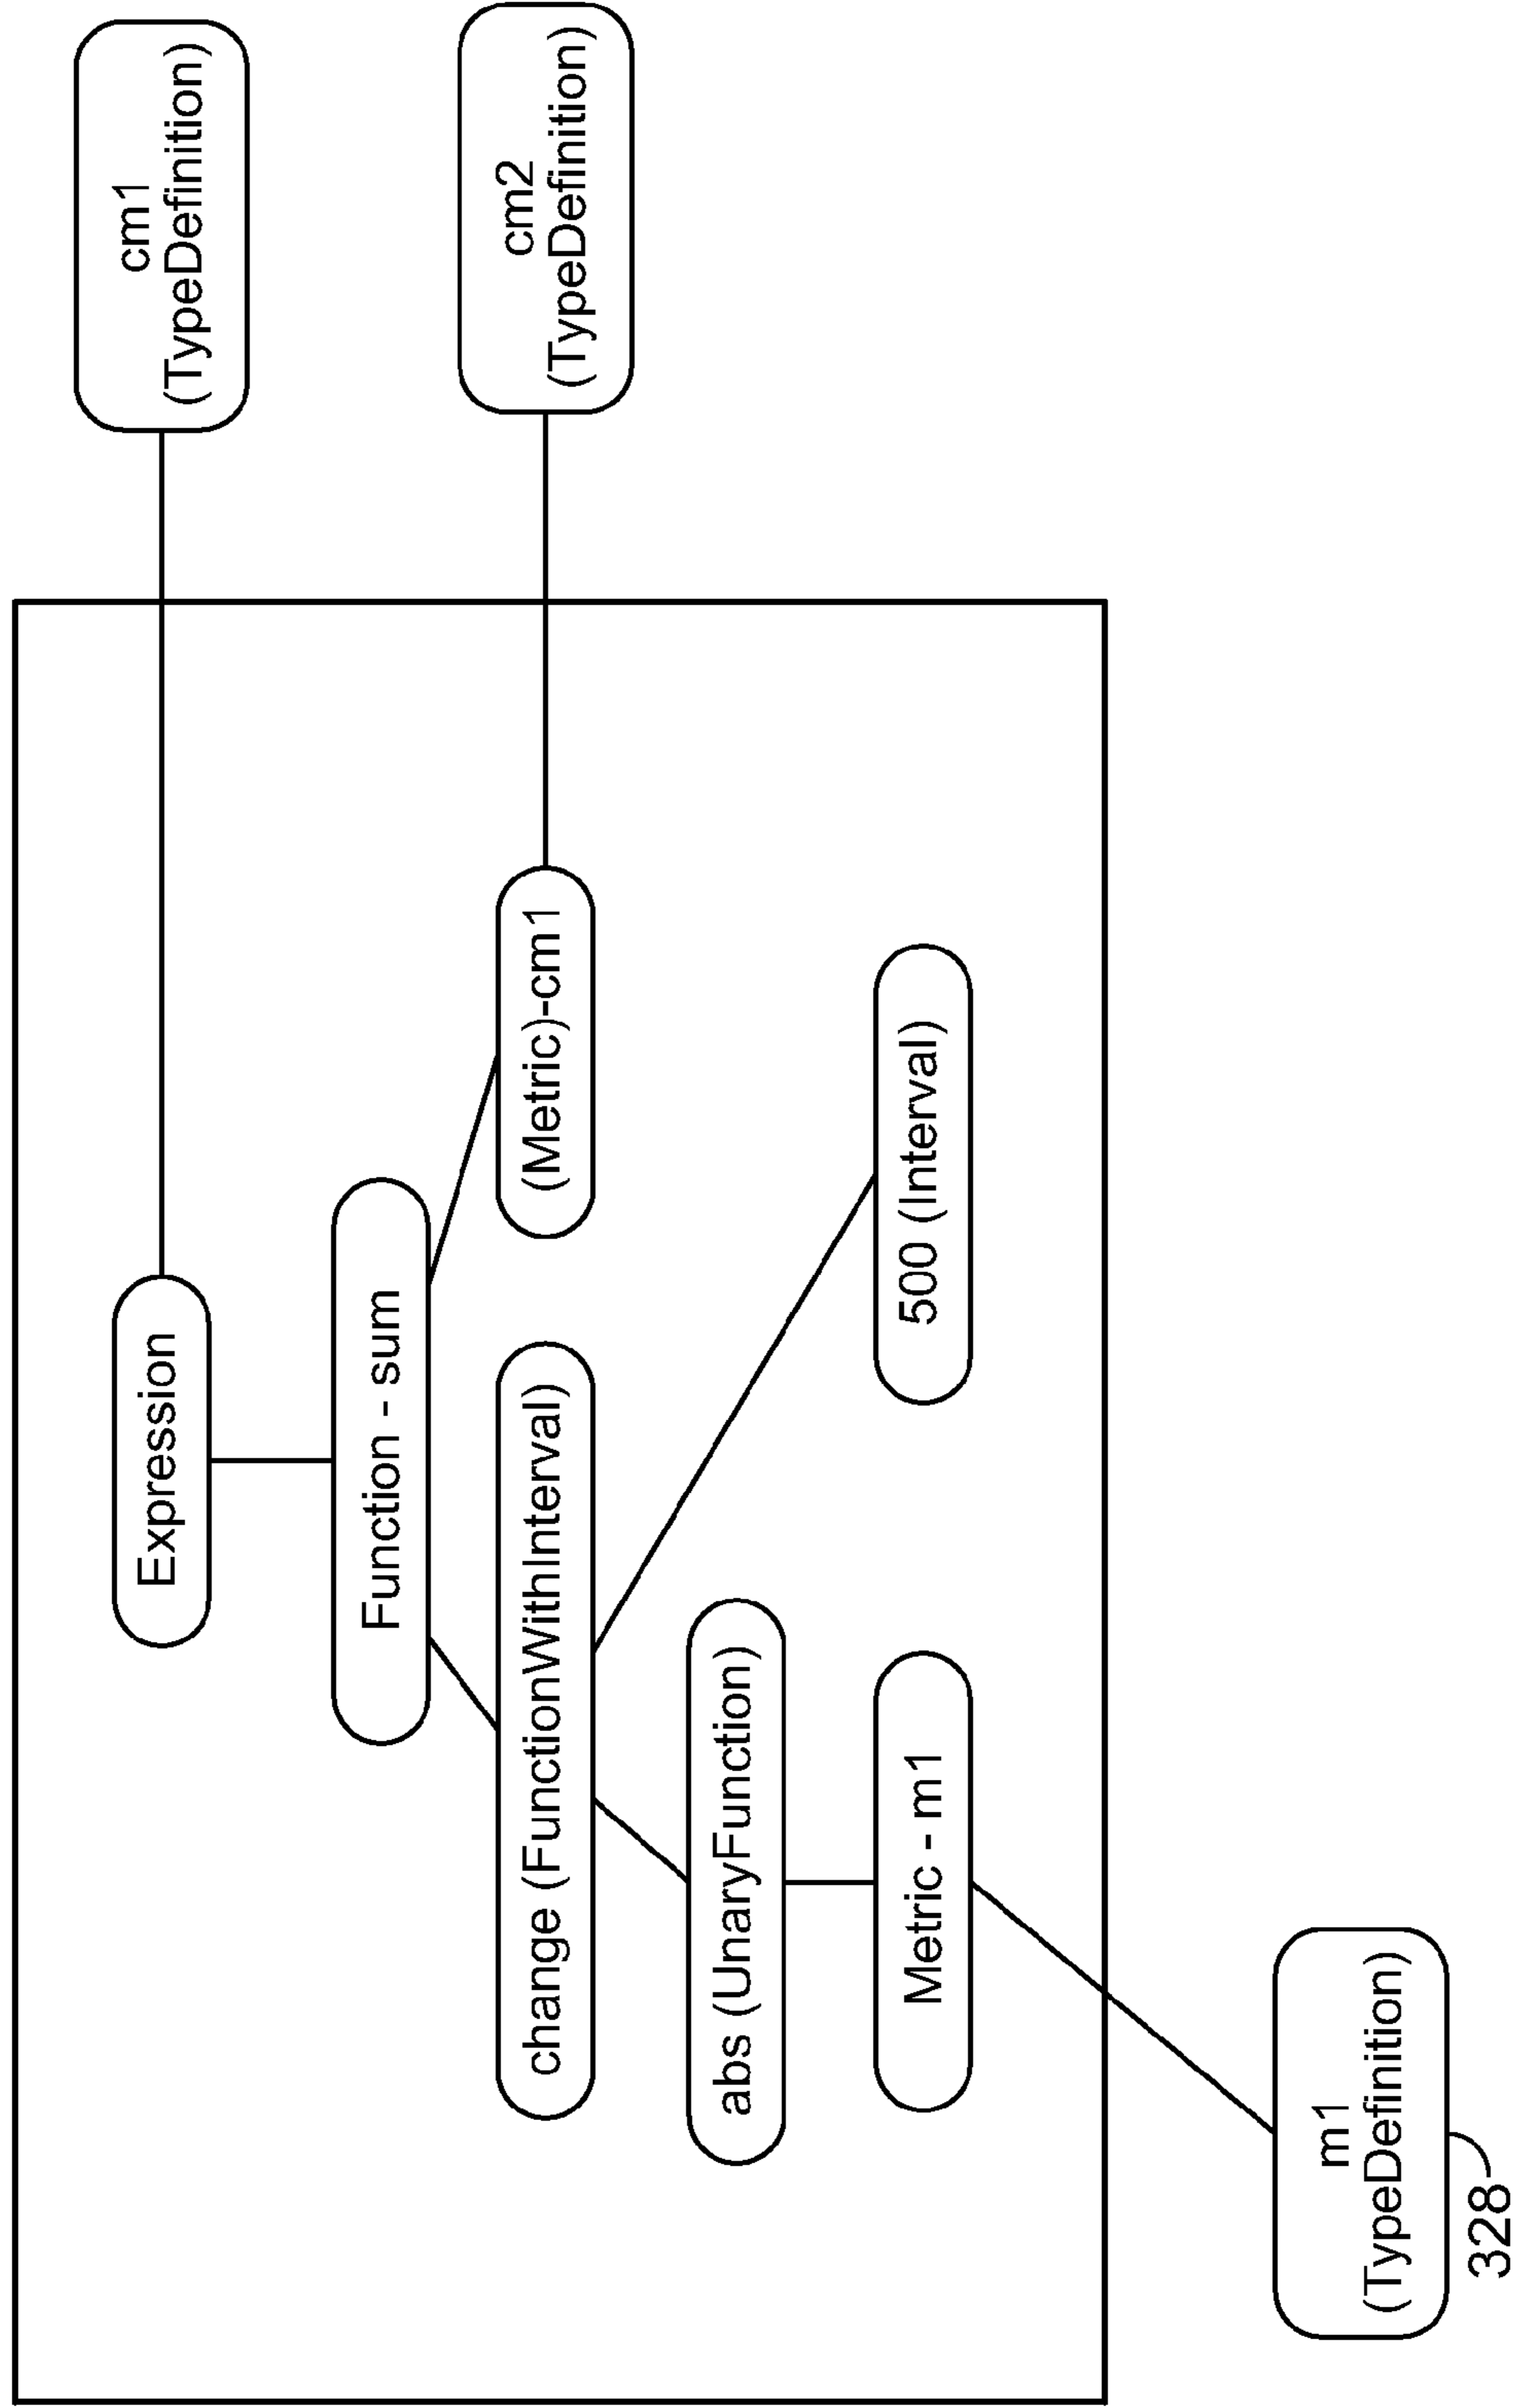 Expression
cm1
(TypeDefinition)
Function - sum
change (FunctionWithInterval)
(Metric)-cm1
cm2
(TypeDefinition)
abs (UnaryFunction)
Metric - m1
500 (Interval)
m1
(TypeDefinition)
328